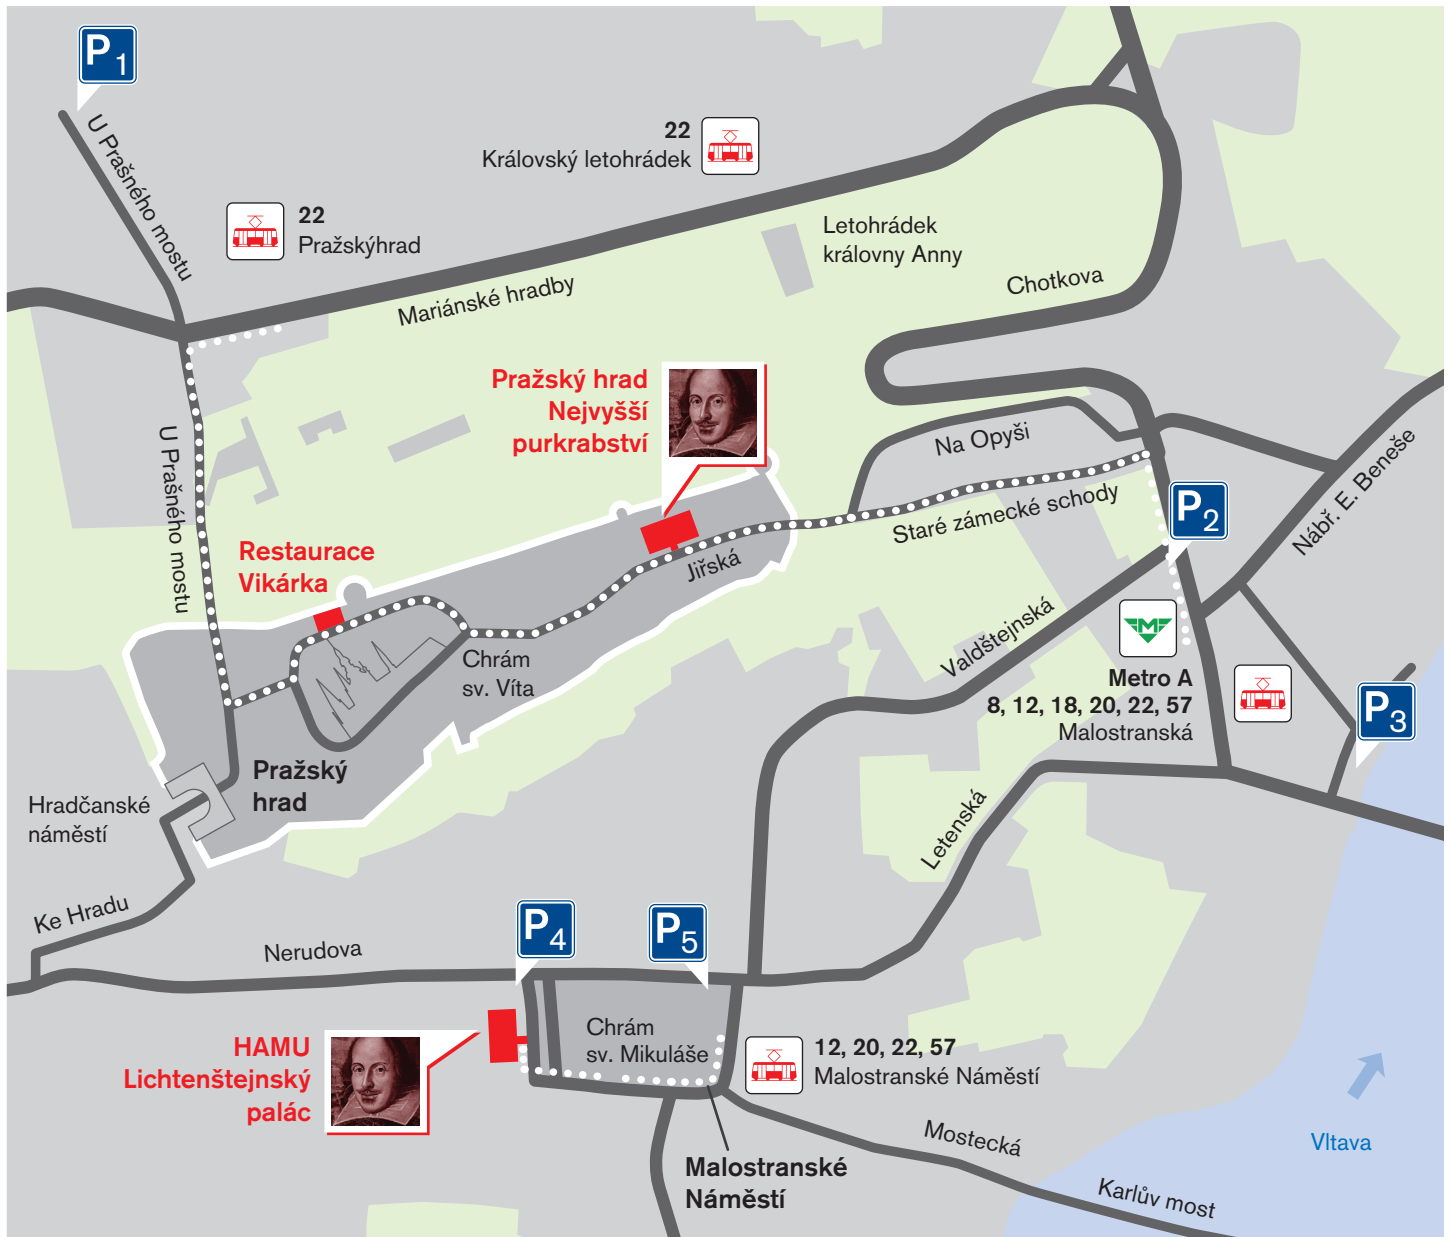 P1
U Prašného mostu
22
Královský letohrádek
22
Pražskýhrad
Letohrádek
královny Anny
Chotkova
Mariánské hradby
Pražský hrad
Nejvyšší
purkrabství
Na Opyši
Staré zámecké schody
Nábř. E. Beneše
P2
U Prašného mostu
Restaurace
Vikárka
Jiřská
Chrám
sv. Víta
Valdštejnská
M
Metro A
8, 12, 18, 20, 22, 57
Malostranská
P3
Pražský
hrad
Hradčanské
náměstí
Letenská
Ke Hradu
Nerudova
P4
P5
Chrám
sv. Mikuláše
HAMU
Lichtenštejnský
palác
12, 20, 22, 57
Malostranské Náměstí
Mostecká
Malostranské
Náměstí
Karlův most
Vltava